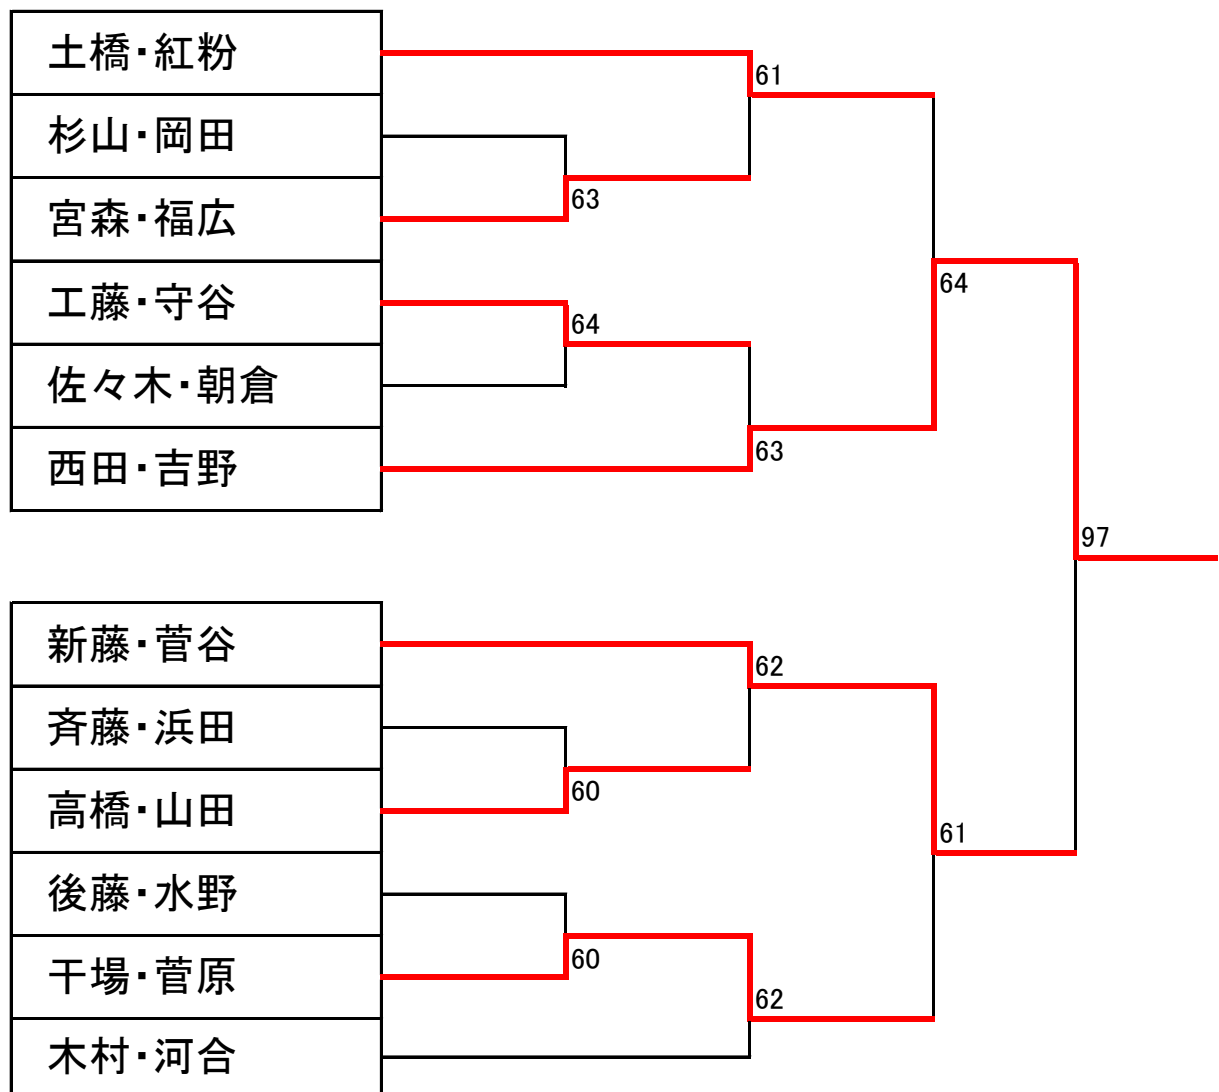 土橋・紅粉
61
杉山・岡田
63
宮森・福広
64
工藤・守谷
64
佐々木・朝倉
63
西田・吉野
97
新藤・菅谷
62
斉藤・浜田
60
高橋・山田
61
後藤・水野
60
干場・菅原
62
木村・河合